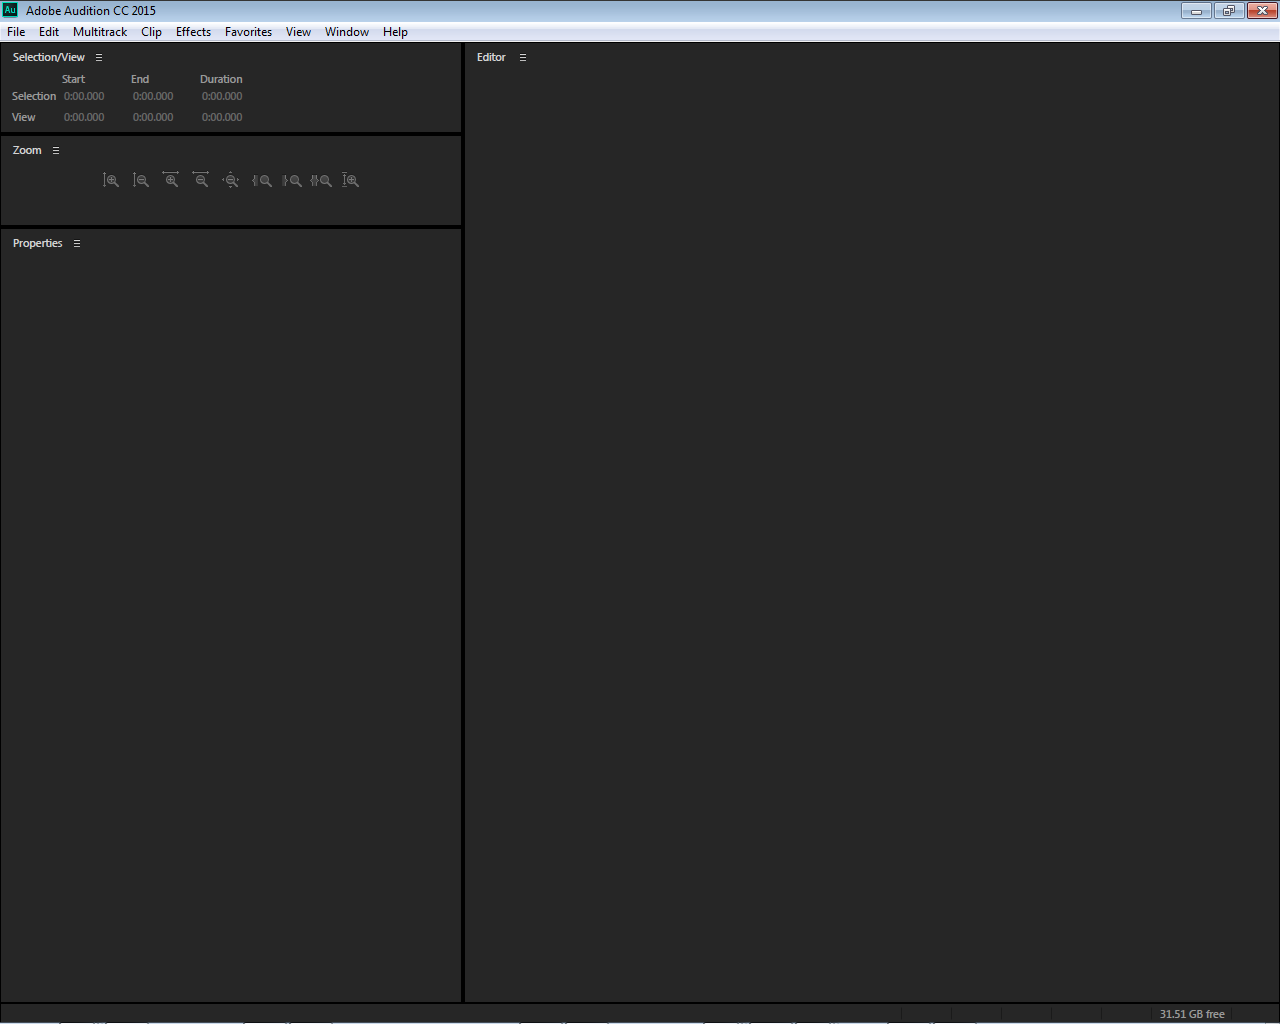 Au Adobe Audition CC 2015
File Edit Multitrack Clip Effects Favorites View Window Help
Selection/View
Start End Duration
Selection 0:00.000 0:00.000 0:00.000
View 0:00.000 0:00.000 0:00.000
Zoom
Properties
Editor
31.51 GB free